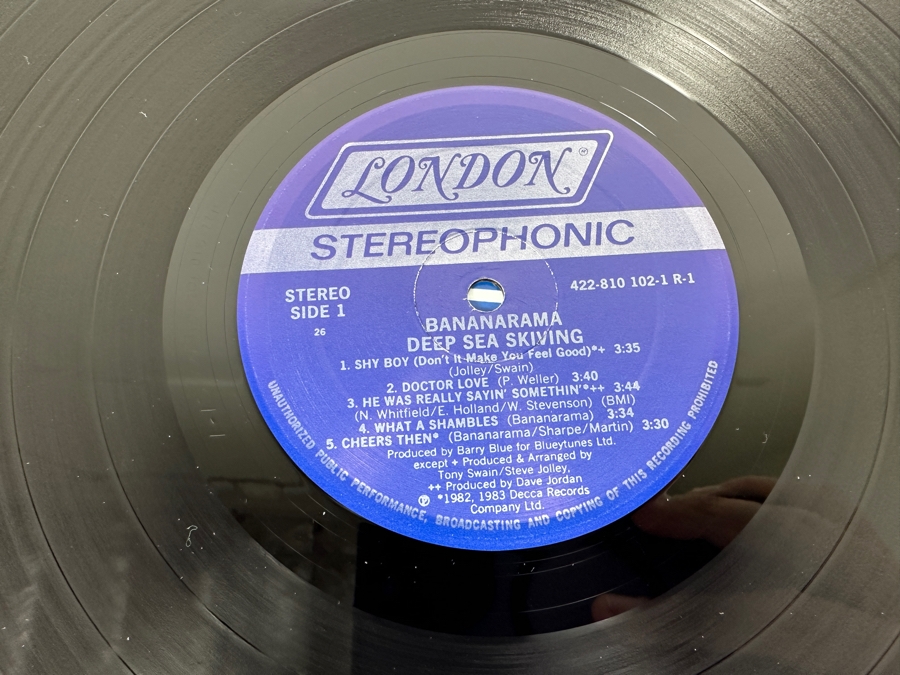 LONDON®
STEREOPHONIC
STEREO
SIDE 1
26
422-810 102-1 R-1
BANANARAMA
DEEP SEA SKIVING
1. SHY BOY (Don't It Make You Feel Good)*+ 3:35
(Jolley/Swain)
2. DOCTOR LOVE (P. Weller) 3:40
3. HE WAS REALLY SAYIN' SOMETHIN'*++ 3:44
(N. Whitfield/E. Holland/W. Stevenson) (BMI)
4. WHAT A SHAMBLES (Bananarama) 3:34
5. CHEERS THEN* (Bananarama/Sharpe/Martin) 3:30
Produced by Barry Blue for Blueytunes Ltd.
except + Produced & Arranged by
Tony Swain/Steve Jolley,
++ Produced by Dave Jordan
℗ *1982, 1983 Decca Records
Company Ltd.
UNAUTHORIZED PUBLIC PERFORMANCE, BROADCASTING AND COPYING OF THIS RECORDING PROHIBITED